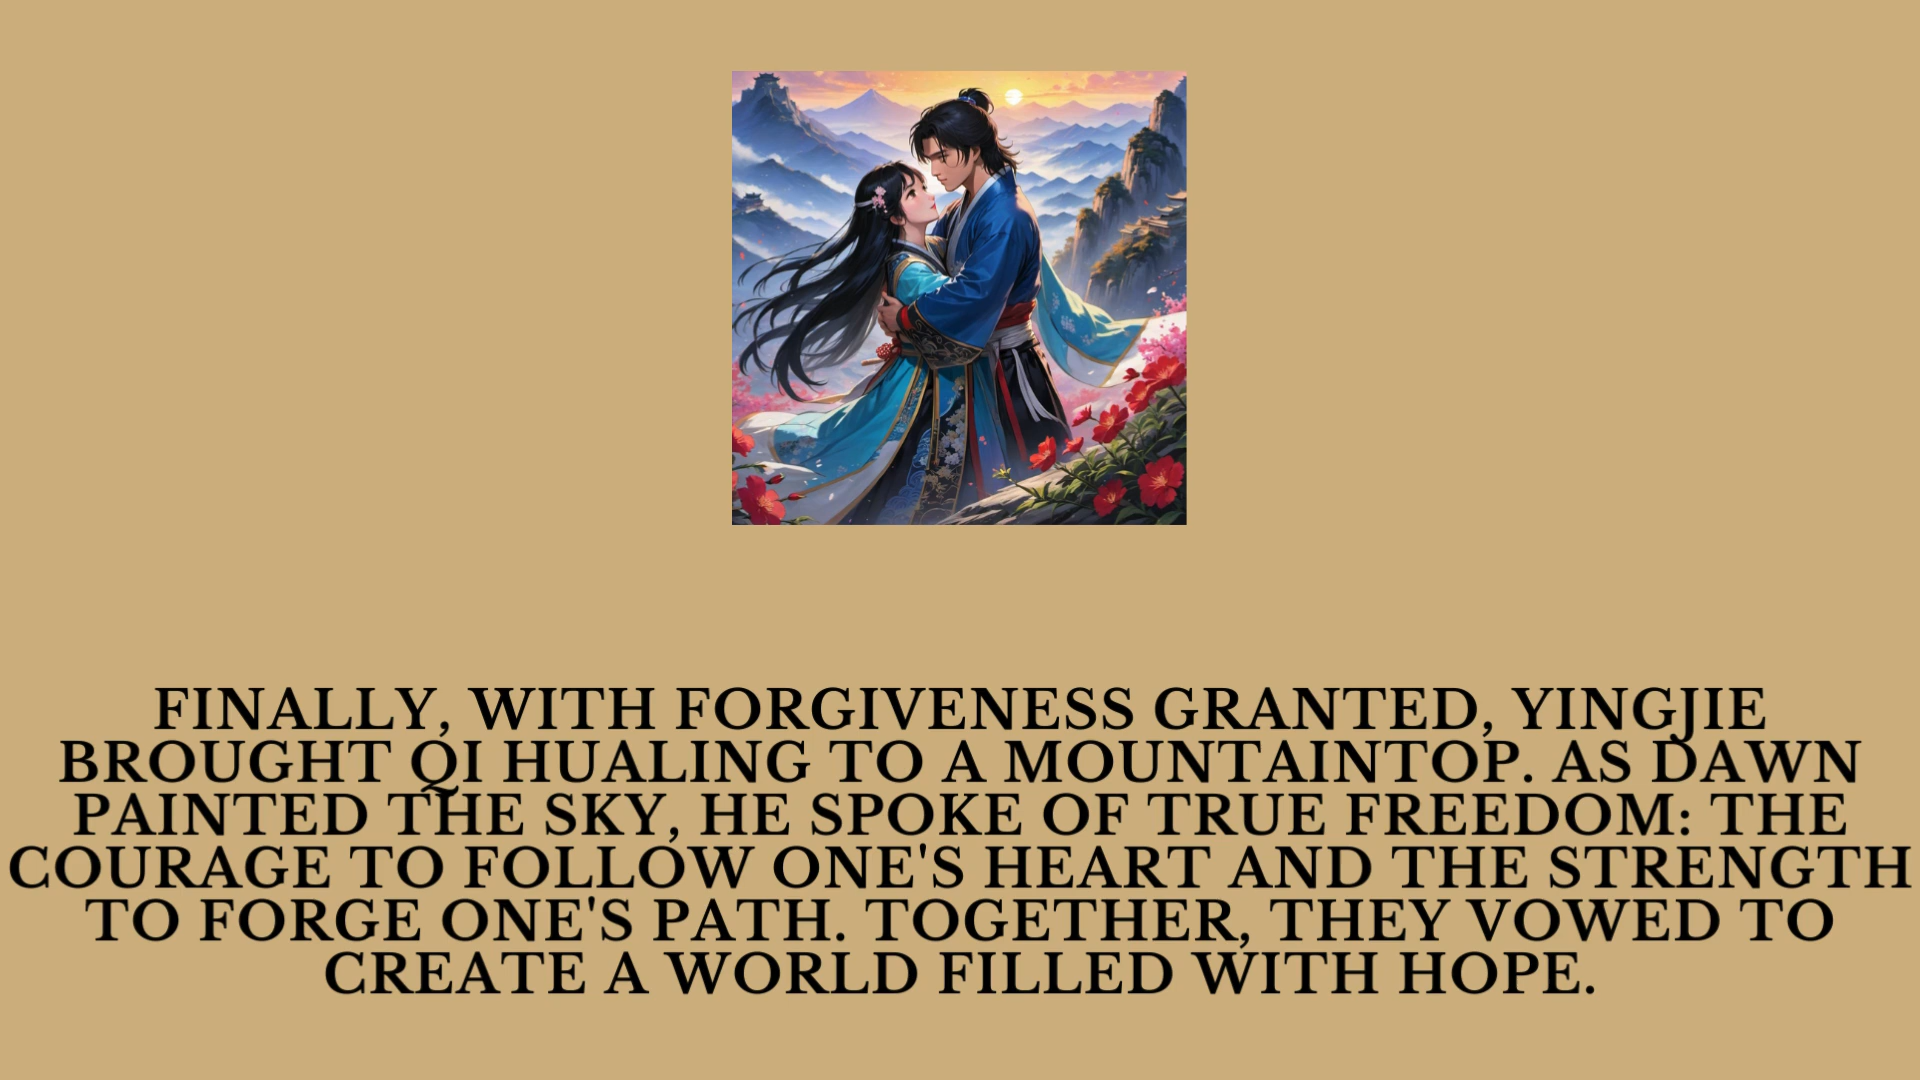 FINALLY, WITH FORGIVENESS GRANTED, YINGJIE
BROUGHT QI HUALING TO A MOUNTAINTOP. AS DAWN
PAINTED THE SKY, HE SPOKE OF TRUE FREEDOM: THE
COURAGE TO FOLLOW ONE'S HEART AND THE STRENGTH
TO FORGE ONE'S PATH. TOGETHER, THEY VOWED TO
CREATE A WORLD FILLED WITH HOPE.